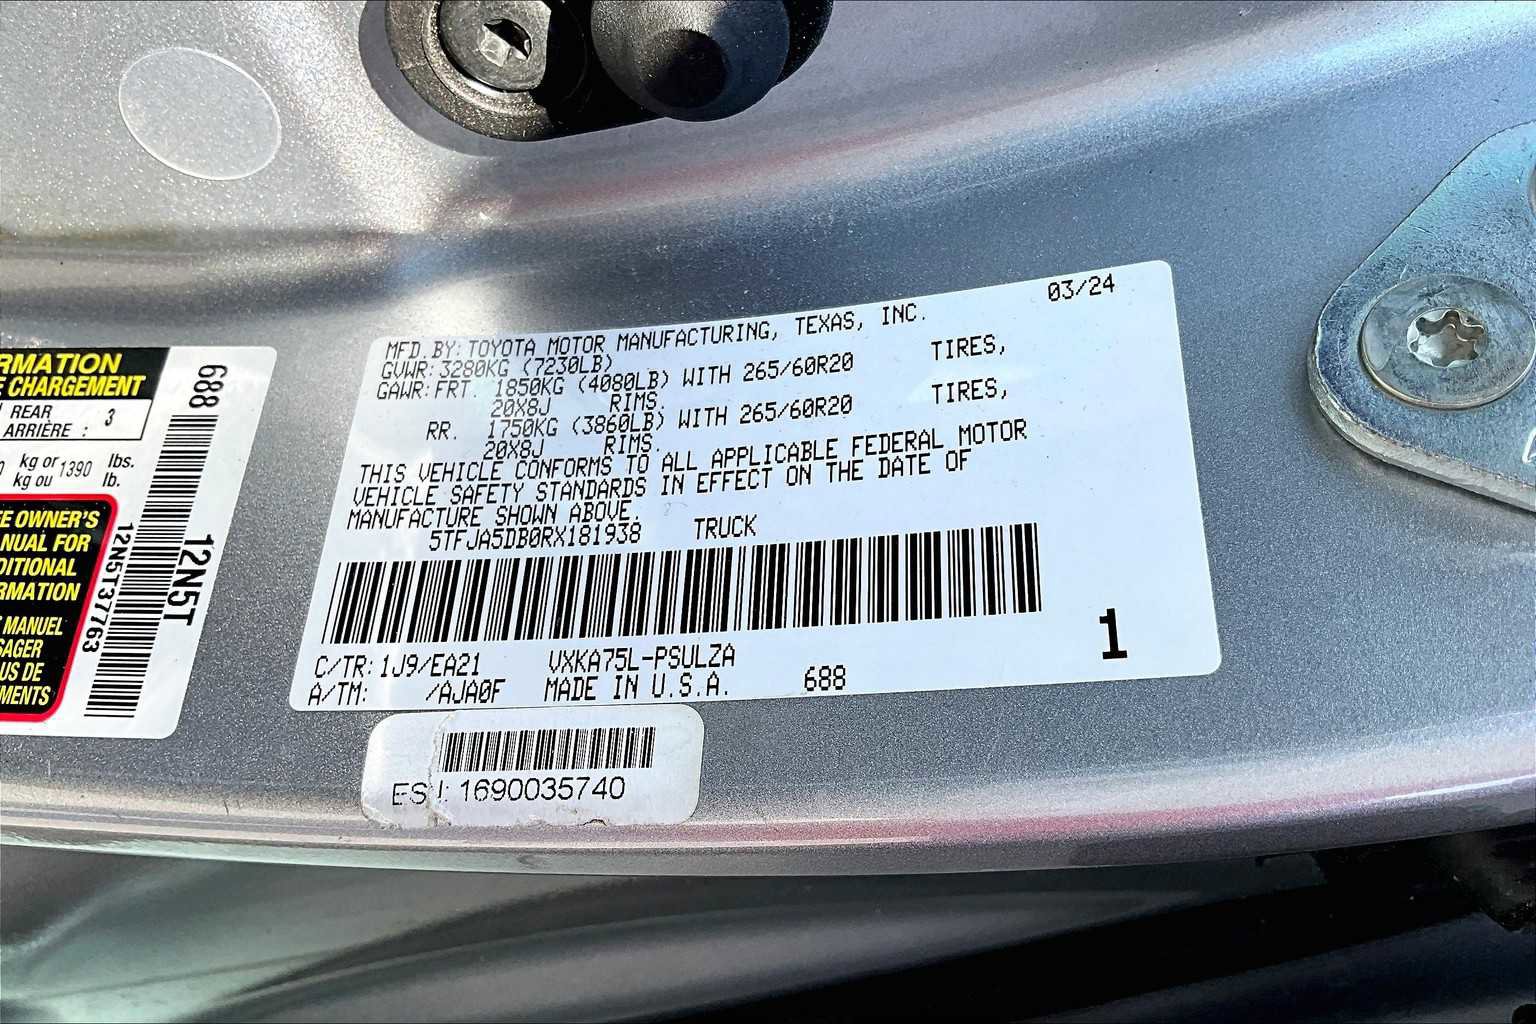 RMATION
E CHARGEMENT
REAR 3
ARRIÈRE :
kg or 1390 lbs.
kg ou lb.
EE OWNER'S
ANUAL FOR
DITIONAL
RMATION
MANUEL
SAGER
US DE
MENTS
688
12N5T37763
12N5T
03/24
MFD. BY: TOYOTA MOTOR MANUFACTURING, TEXAS, INC.
GVWR: 3280KG (7230LB)
GAWR: FRT. 1850KG (4080LB) WITH 265/60R20 TIRES,
20X8J RIMS.
RR. 1750KG (3860LB) WITH 265/60R20 TIRES,
20X8J RIMS.
THIS VEHICLE CONFORMS TO ALL APPLICABLE FEDERAL MOTOR
VEHICLE SAFETY STANDARDS IN EFFECT ON THE DATE OF
MANUFACTURE SHOWN ABOVE.
5TFJA5DB0RX181938 TRUCK
C/TR: 1J9/EA21 VXKA75L-PSULZA
A/TM: /AJA0F MADE IN U.S.A. 688
1
ES I: 1690035740